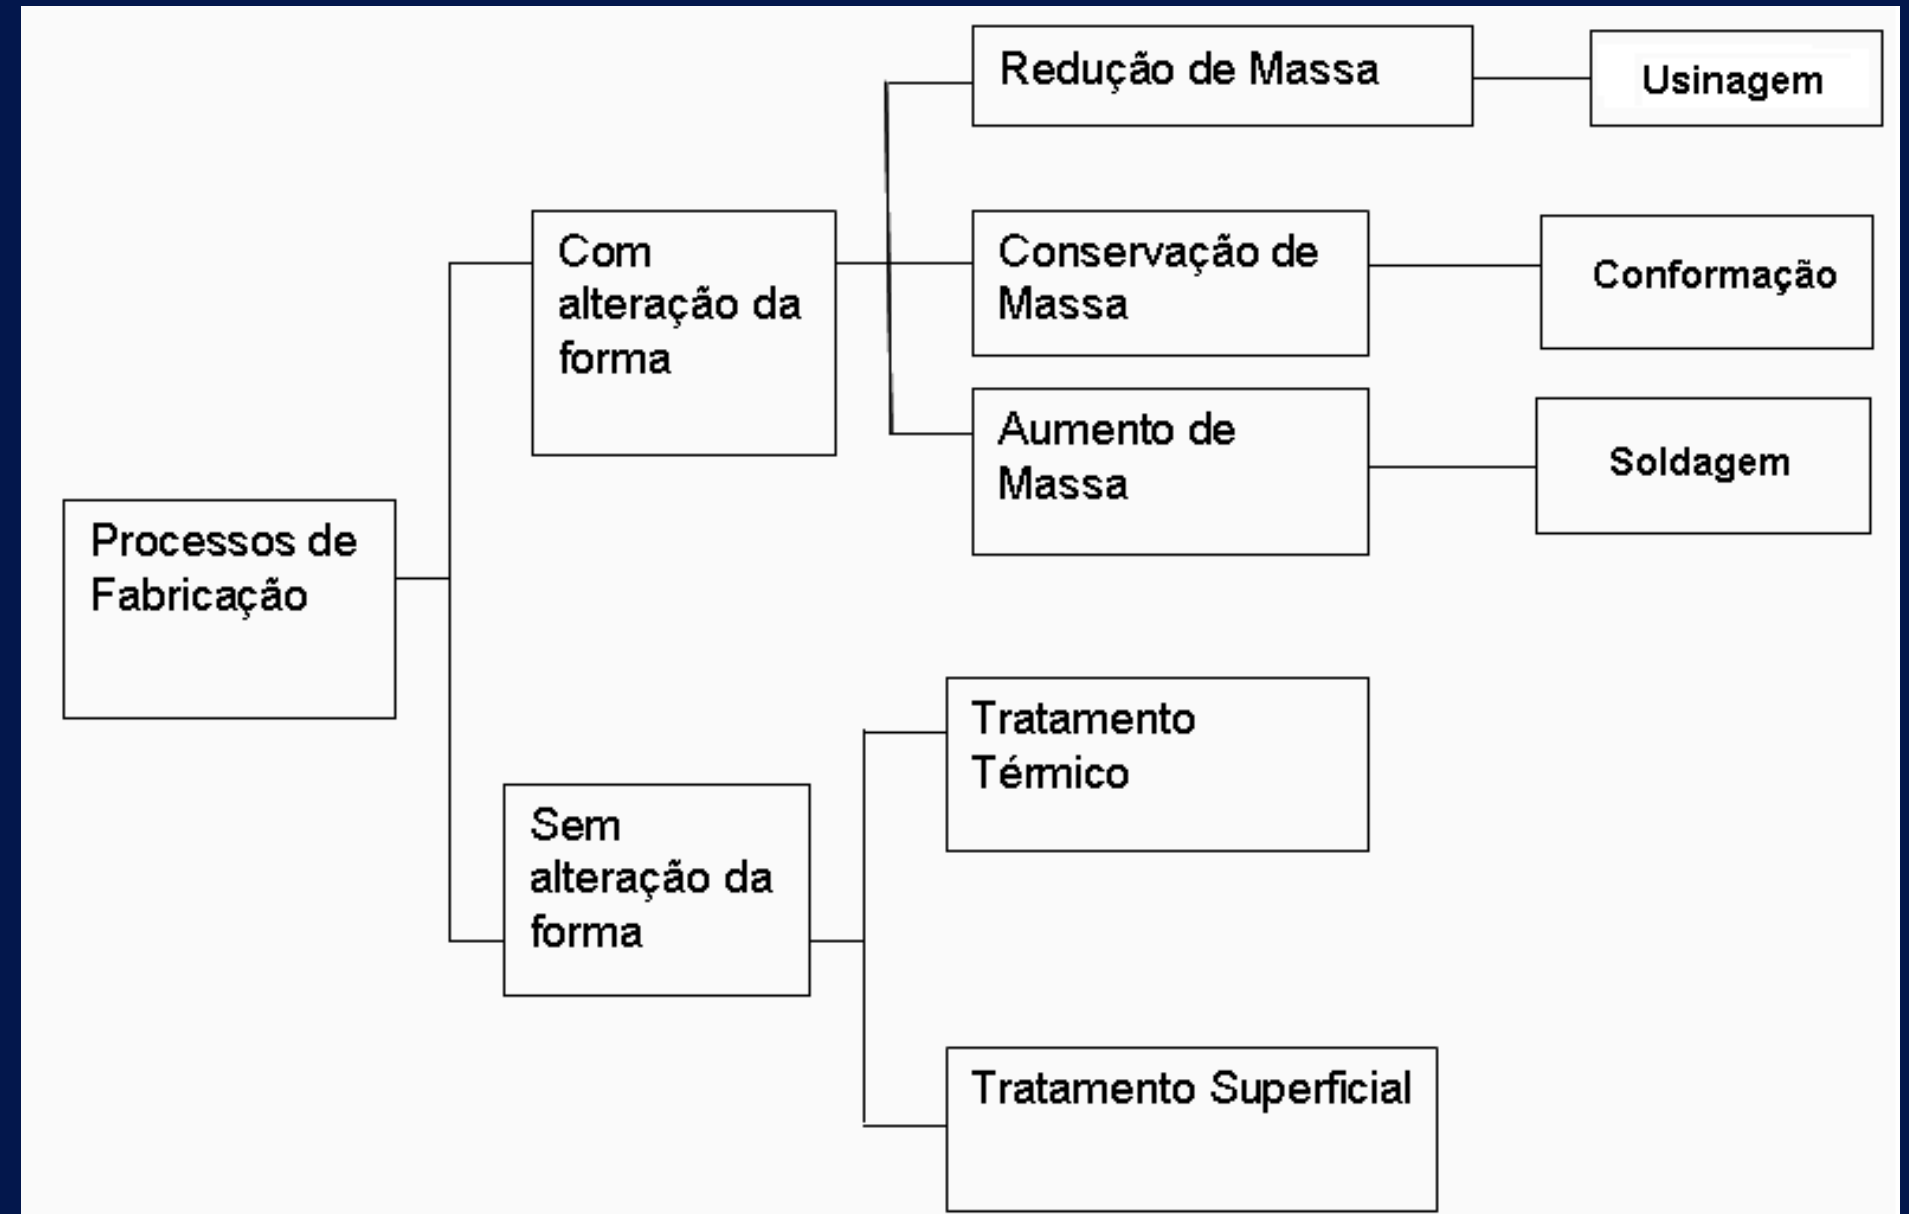 Redução de Massa
Usinagem
Com
alteração da
forma
Conservação de
Massa
Conformação
Aumento de
Massa
Soldagem
Processos de
Fabricação
Tratamento
Térmico
Sem
alteração da
forma
Tratamento Superficial